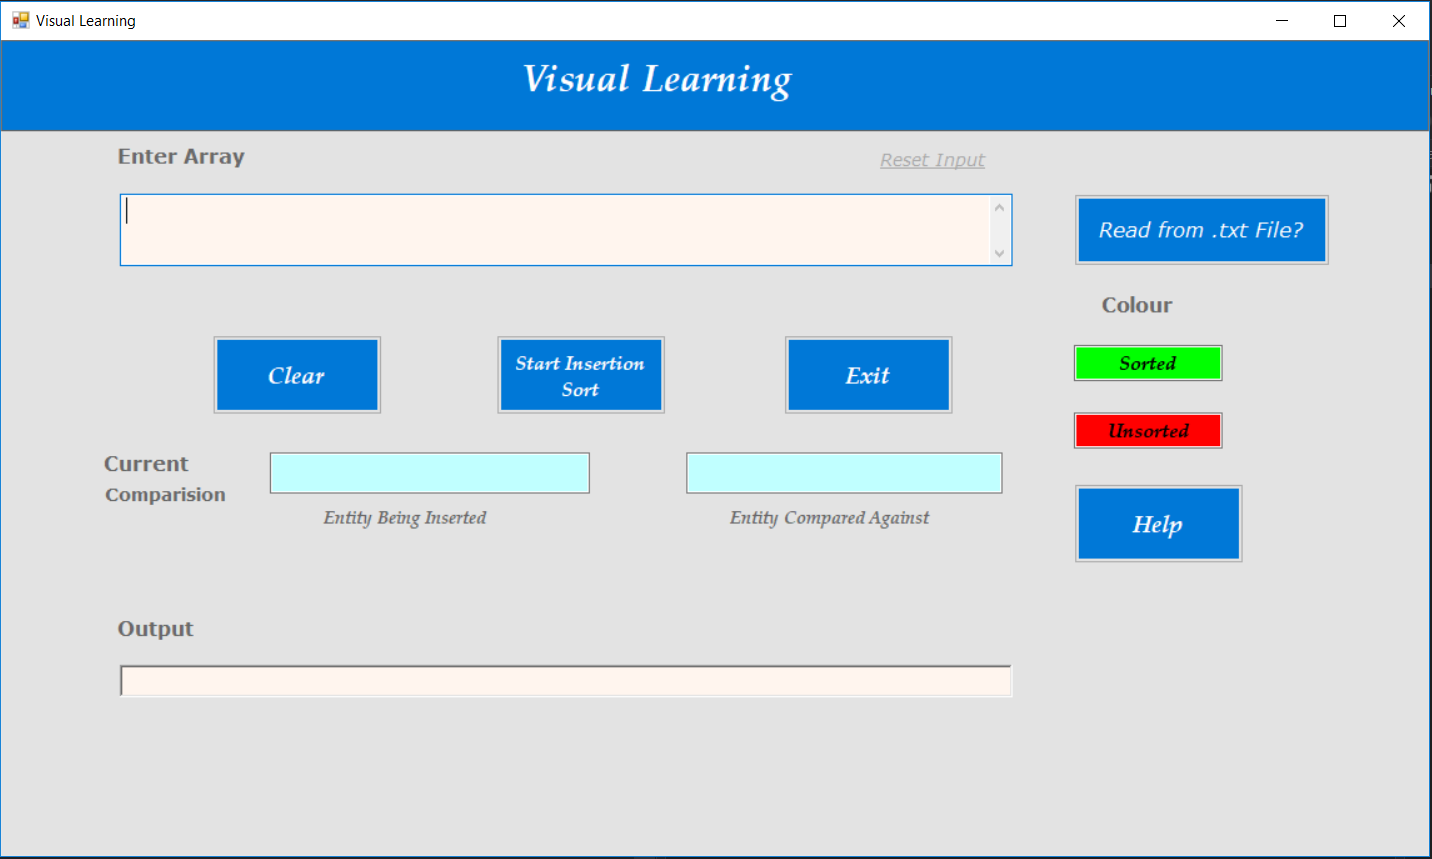 Visual Learning
Visual Learning
Enter Array
Reset Input
Read from .txt File?
Colour
Clear
Start Insertion
Sort
Exit
Sorted
Unsorted
Current
Comparision
Entity Being Inserted
Entity Compared Against
Help
Output